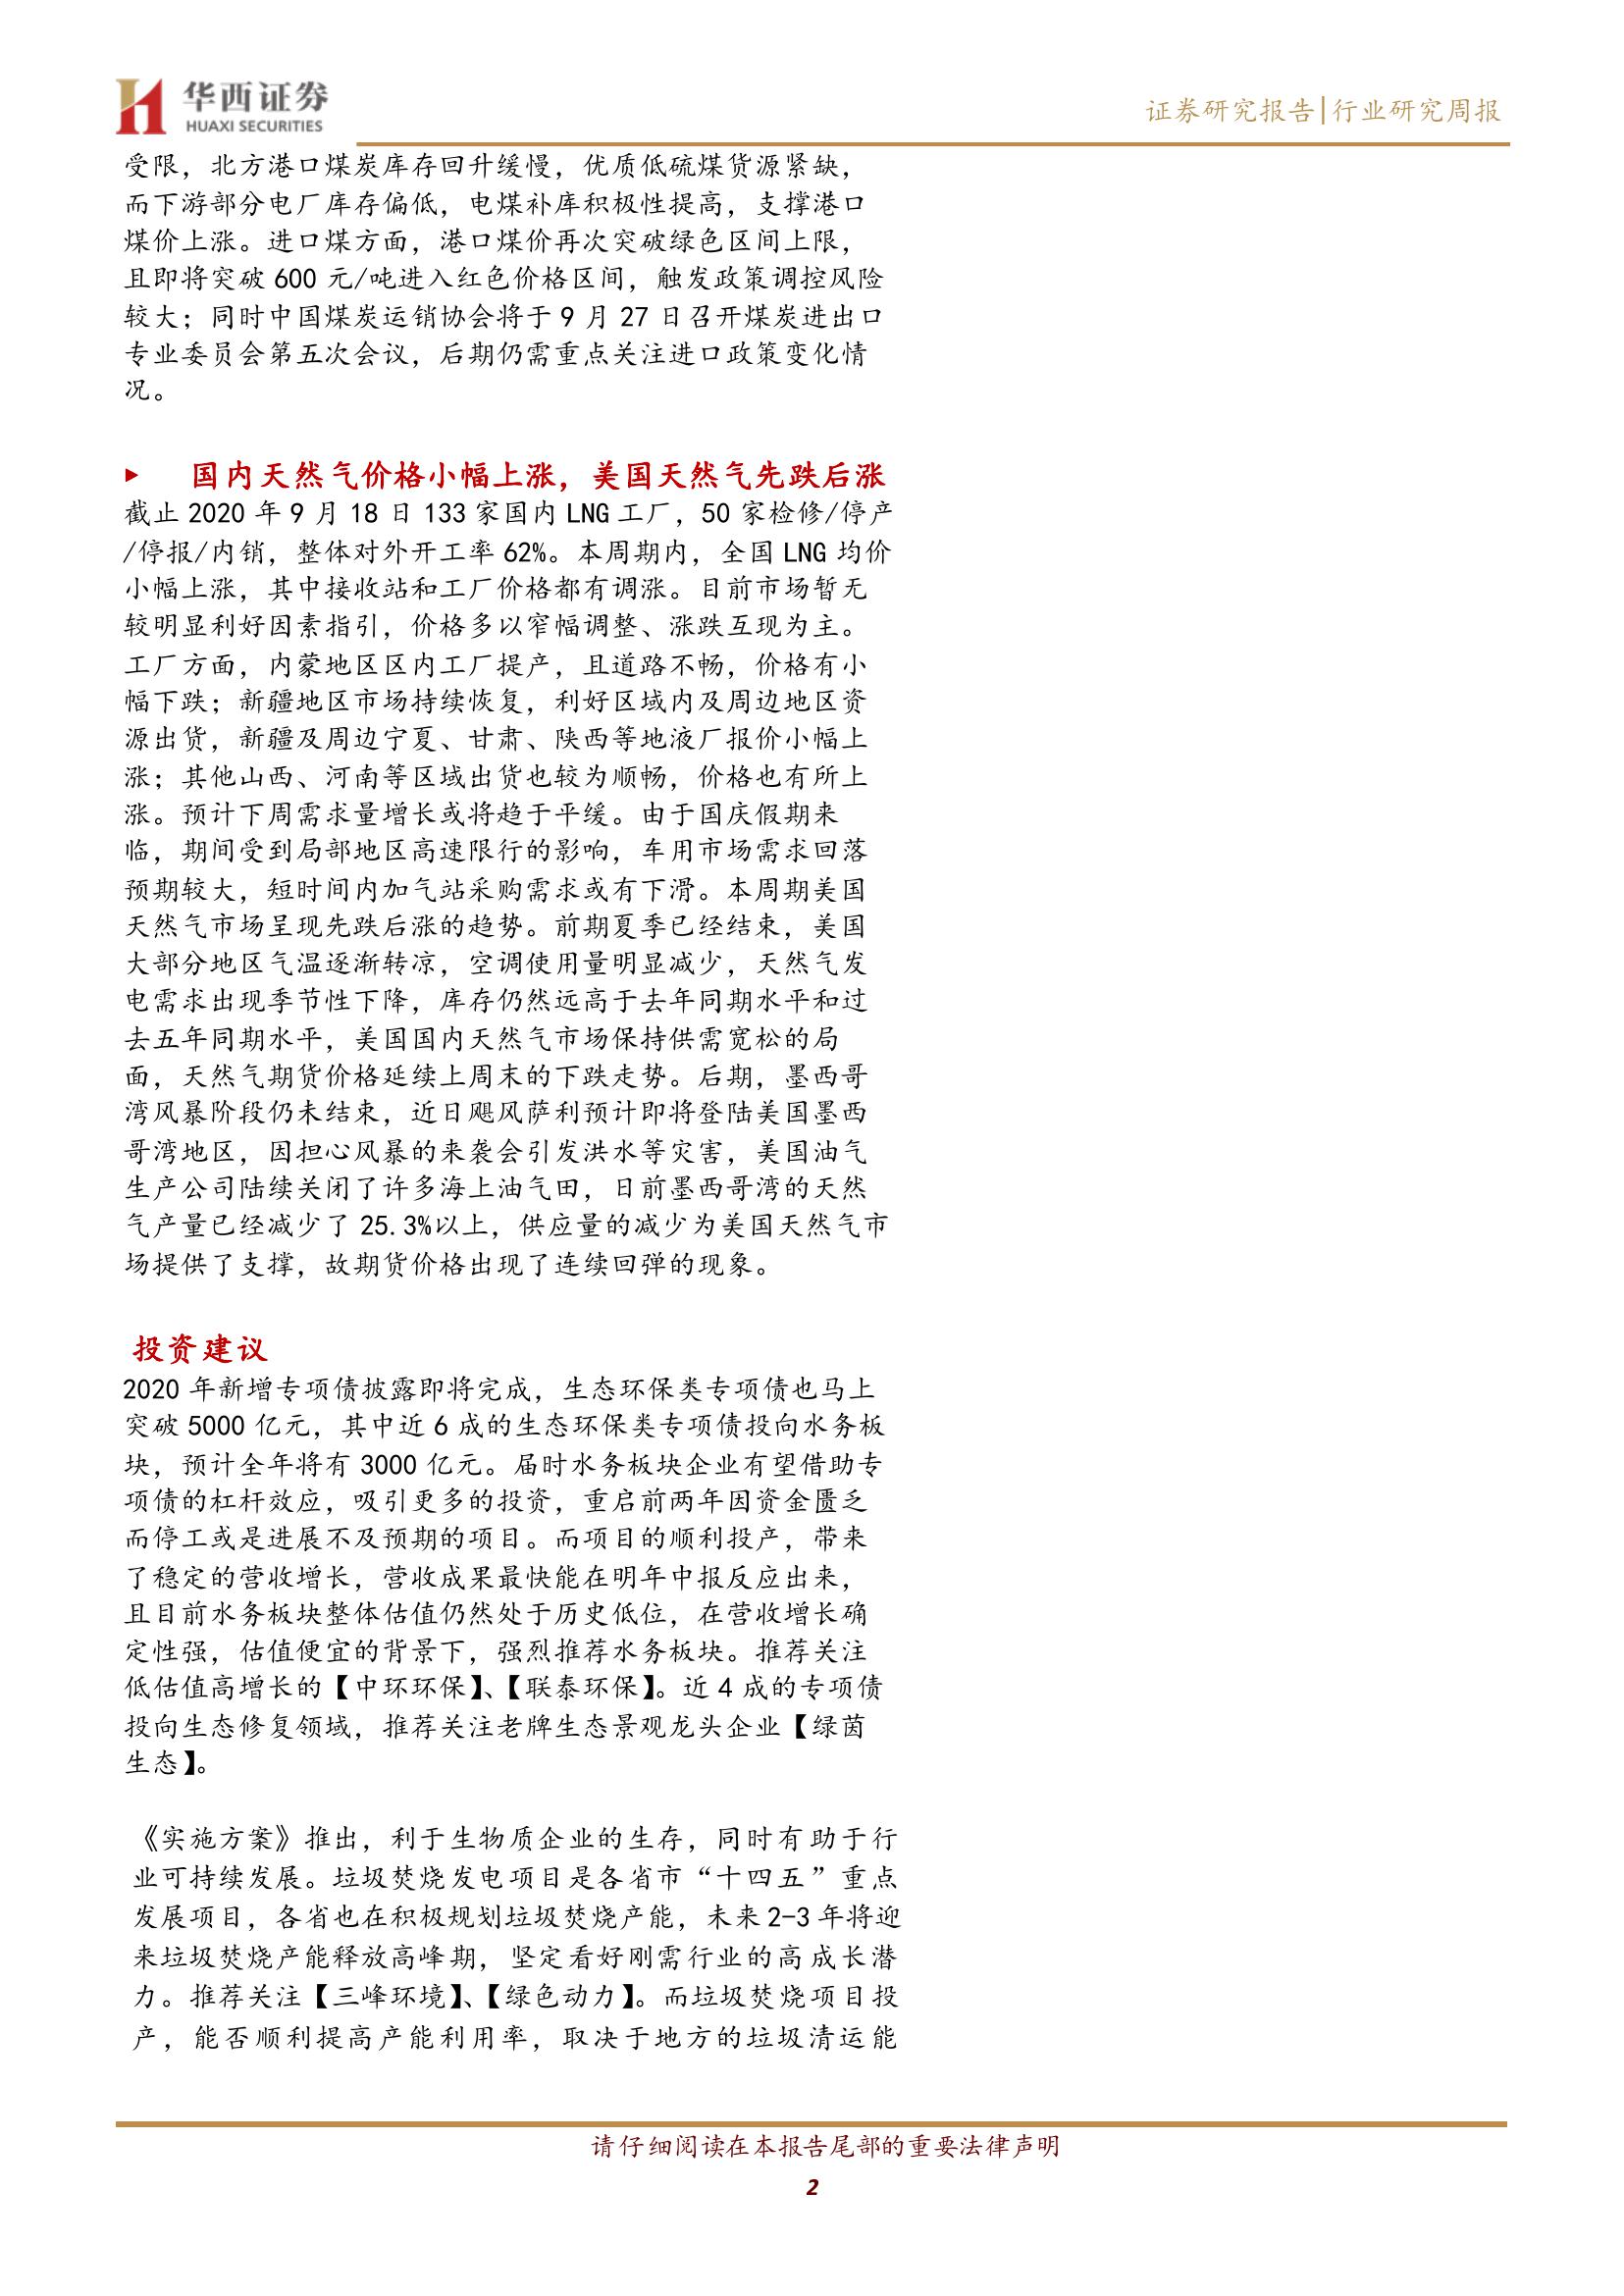 华西证券
HUAXI SECURITIES
证券研究报告|行业研究周报
受限，北方港口煤炭库存回升缓慢，优质低硫煤货源紧缺，
而下游部分电厂库存偏低，电煤补库积极性提高，支撑港口
煤价上涨。进口煤方面，港口煤价再次突破绿色区间上限，
且即将突破 600 元/吨进入红色价格区间，触发政策调控风险
较大；同时中国煤炭运销协会将于 9 月 27 日召开煤炭进出口
专业委员会第五次会议，后期仍需重点关注进口政策变化情
况。
▶ 国内天然气价格小幅上涨，美国天然气先跌后涨
截止 2020 年 9 月 18 日 133 家国内 LNG 工厂，50 家检修/停产
/停报/内销，整体对外开工率 62%。本周期内，全国 LNG 均价
小幅上涨，其中接收站和工厂价格都有调涨。目前市场暂无
较明显利好因素指引，价格多以窄幅调整、涨跌互现为主。
工厂方面，内蒙地区区内工厂提产，且道路不畅，价格有小
幅下跌；新疆地区市场持续恢复，利好区域内及周边地区资
源出货，新疆及周边宁夏、甘肃、陕西等地液厂报价小幅上
涨；其他山西、河南等区域出货也较为顺畅，价格也有所上
涨。预计下周需求量增长或将趋于平缓。由于国庆假期来
临，期间受到局部地区高速限行的影响，车用市场需求回落
预期较大，短时间内加气站采购需求或有下滑。本周期美国
天然气市场呈现先跌后涨的趋势。前期夏季已经结束，美国
大部分地区气温逐渐转凉，空调使用量明显减少，天然气发
电需求出现季节性下降，库存仍然远高于去年同期水平和过
去五年同期水平，美国国内天然气市场保持供需宽松的局
面，天然气期货价格延续上周末的下跌走势。后期，墨西哥
湾风暴阶段仍未结束，近日飓风萨利预计即将登陆美国墨西
哥湾地区，因担心风暴的来袭会引发洪水等灾害，美国油气
生产公司陆续关闭了许多海上油气田，日前墨西哥湾的天然
气产量已经减少了 25.3%以上，供应量的减少为美国天然气市
场提供了支撑，故期货价格出现了连续回弹的现象。
投资建议
2020 年新增专项债披露即将完成，生态环保类专项债也马上
突破 5000 亿元，其中近 6 成的生态环保类专项债投向水务板
块，预计全年将有 3000 亿元。届时水务板块企业有望借助专
项债的杠杆效应，吸引更多的投资，重启前两年因资金匮乏
而停工或是进展不及预期的项目。而项目的顺利投产，带来
了稳定的营收增长，营收成果最快能在明年中报反应出来，
且目前水务板块整体估值仍然处于历史低位，在营收增长确
定性强，估值便宜的背景下，强烈推荐水务板块。推荐关注
低估值高增长的【中环环保】、【联泰环保】。近 4 成的专项债
投向生态修复领域，推荐关注老牌生态景观龙头企业【绿茵
生态】。
《实施方案》推出，利于生物质企业的生存，同时有助于行
业可持续发展。垃圾焚烧发电项目是各省市“十四五”重点
发展项目，各省也在积极规划垃圾焚烧产能，未来 2-3 年将迎
来垃圾焚烧产能释放高峰期，坚定看好刚需行业的高成长潜
力。推荐关注【三峰环境】、【绿色动力】。而垃圾焚烧项目投
产，能否顺利提高产能利用率，取决于地方的垃圾清运能
请仔细阅读在本报告尾部的重要法律声明
2